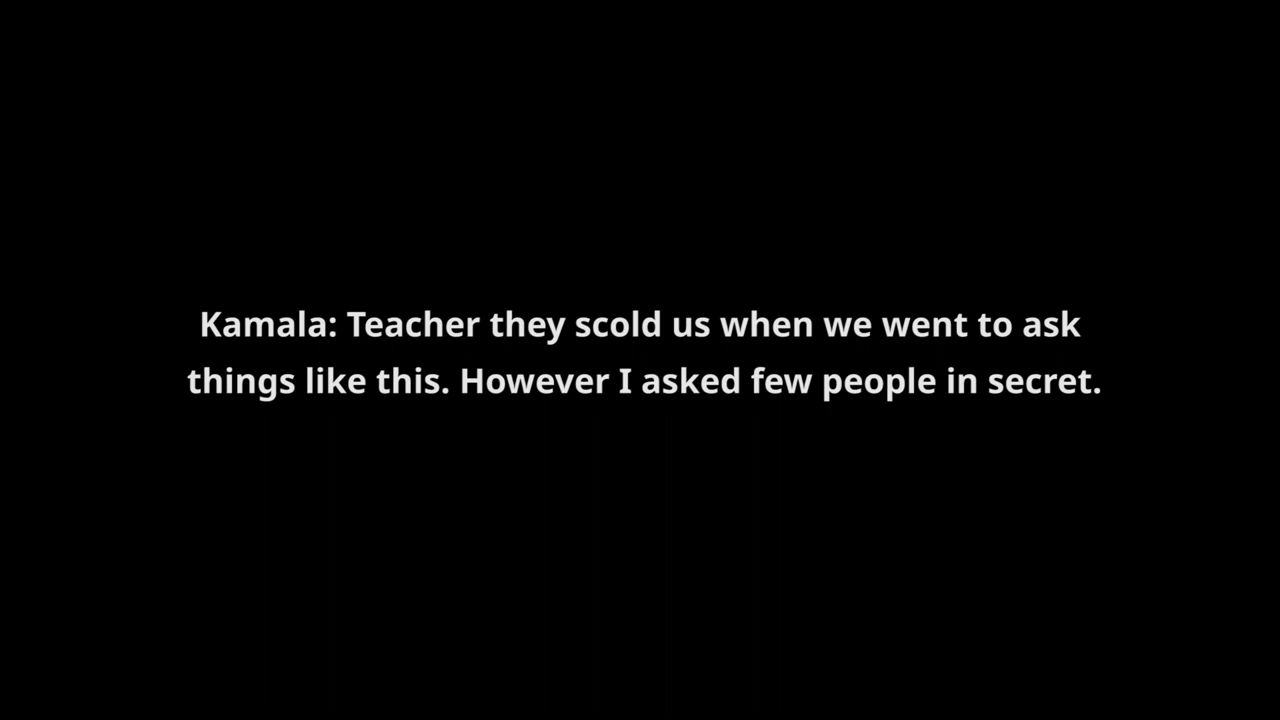 Kamala: Teacher they scold us when we went to ask
things like this. However I asked few people in secret.